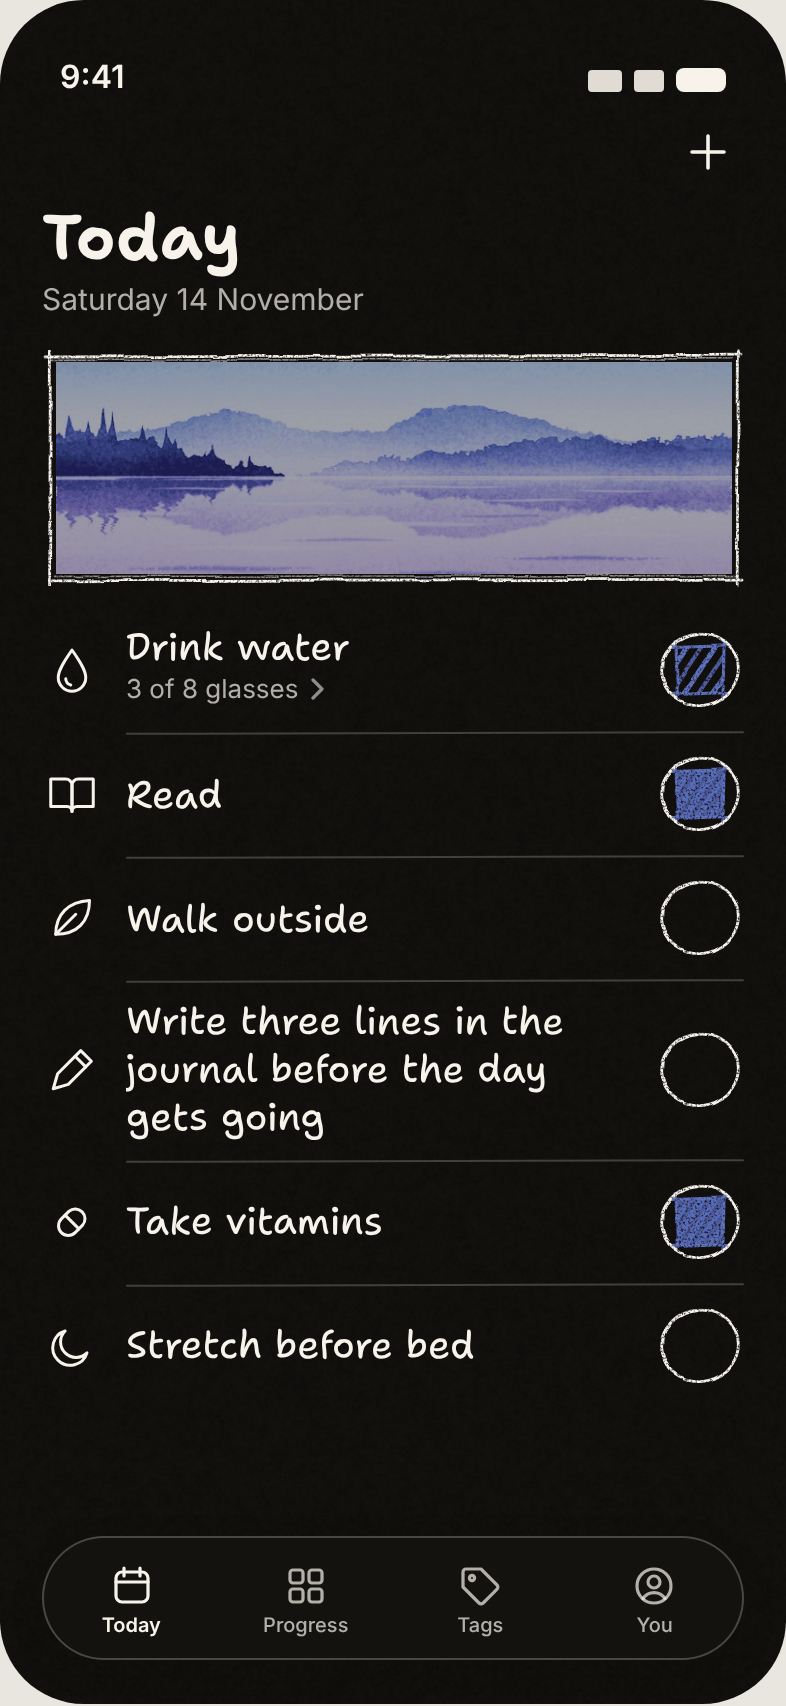 9:41
Today
Saturday 14 November
Drink water
3 of 8 glasses
Read
Walk outside
Write three lines in the
journal before the day
gets going
Take vitamins
Stretch before bed
Today
Progress
Tags
You